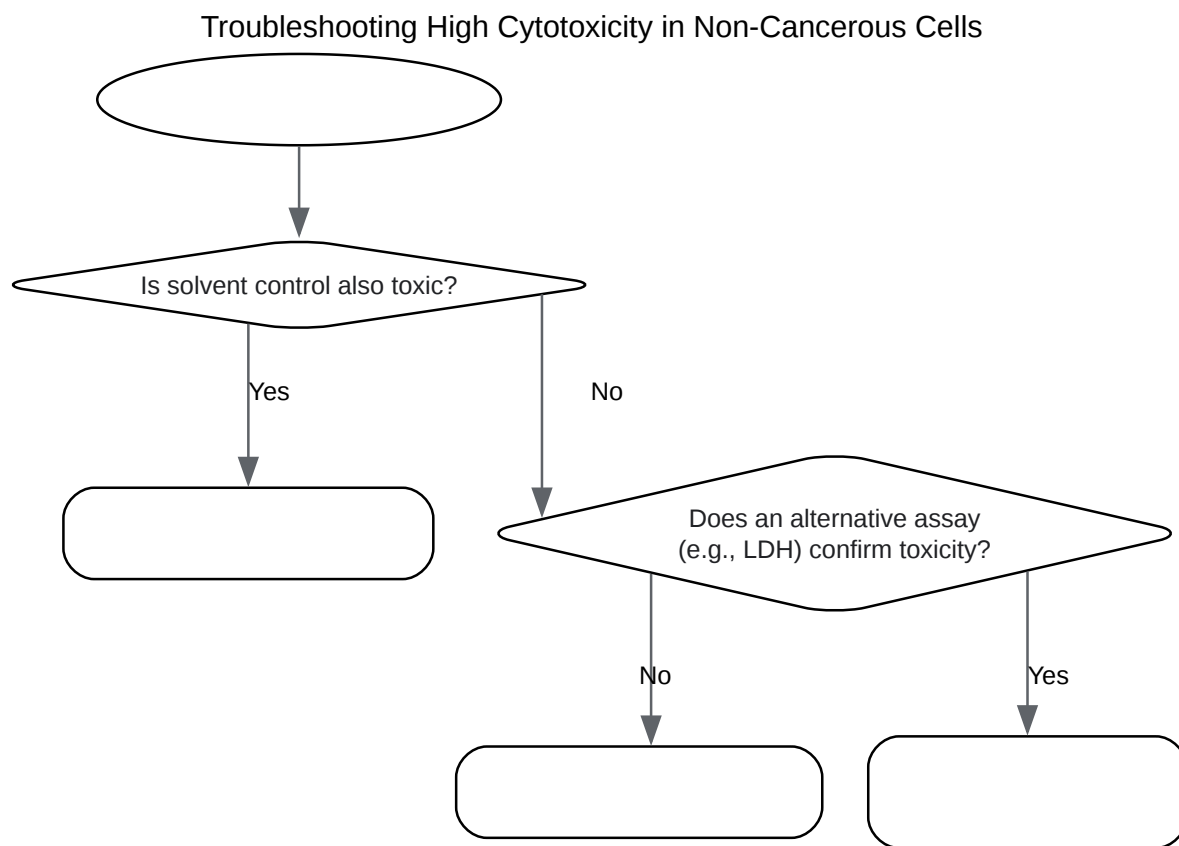 Troubleshooting High Cytotoxicity in Non-Cancerous Cells
Is solvent control also toxic?
Yes
No
Does an alternative assay
(e.g., LDH) confirm toxicity?
No
Yes